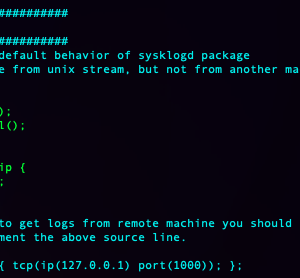 ##########
##########
default behavior of sysklogd package
e from unix stream, but not from another ma
);
l();
ip {
;
to get logs from remote machine you should
ment the above source line.
{ tcp(ip(127.0.0.1) port(1000)); };